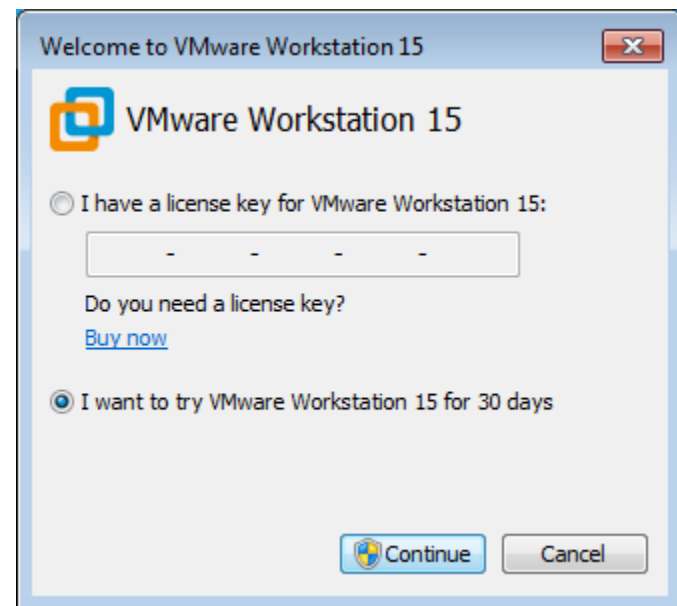 Welcome to VMware Workstation 15
VMware Workstation 15
I have a license key for VMware Workstation 15:
- - - -
Do you need a license key?
Buy now
I want to try VMware Workstation 15 for 30 days
Continue Cancel